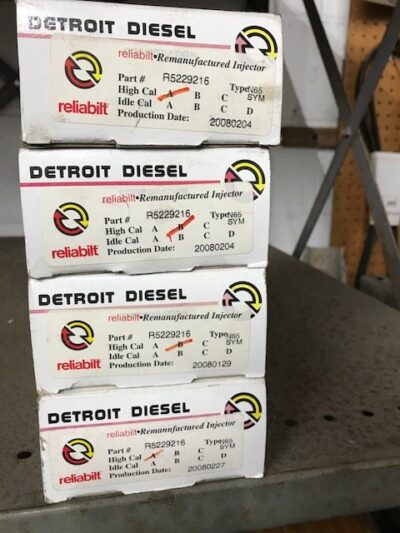 DETROIT DIESEL
reliabilt•Remanufactured Injector
Part # R5229216 Type N65
High Cal A B C SYM
Idle Cal A B C D
Production Date: 20080204
reliabilt
DETROIT DIESEL
reliabilt•Remanufactured Injector
Part # R5229216 Type N65
High Cal A B C SYM
Idle Cal A B C D
Production Date: 20080204
reliabilt
DETROIT DIESEL
reliabilt•Remanufactured Injector
Part # R5229216 Type N65
High Cal A B C SYM
Idle Cal A B C D
Production Date: 20080129
reliabilt
DETROIT DIESEL
reliabilt•Remanufactured Injector
Part # R5229216 Type N65
High Cal A B C SYM
Idle Cal A B C D
Production Date: 20080227
reliabilt